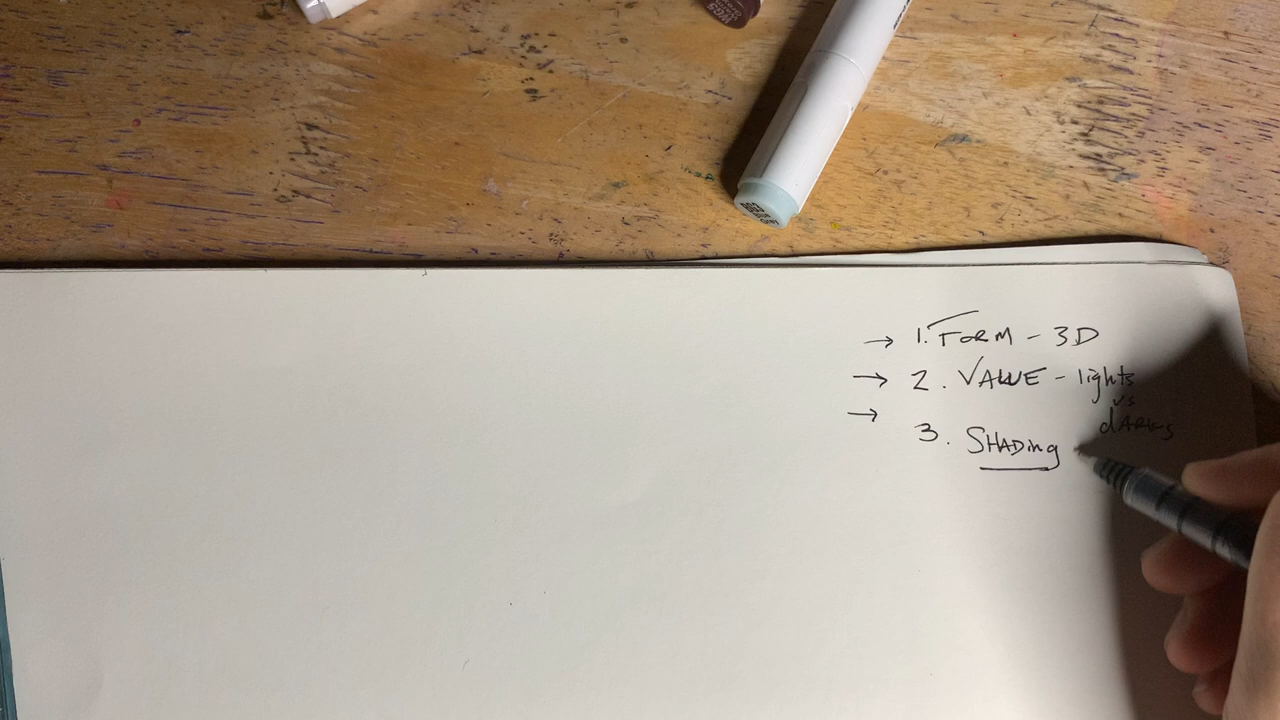 → 1. FORM - 3D
→ 2. VALUE - lights
vs
dARKS
→
3. SHADing